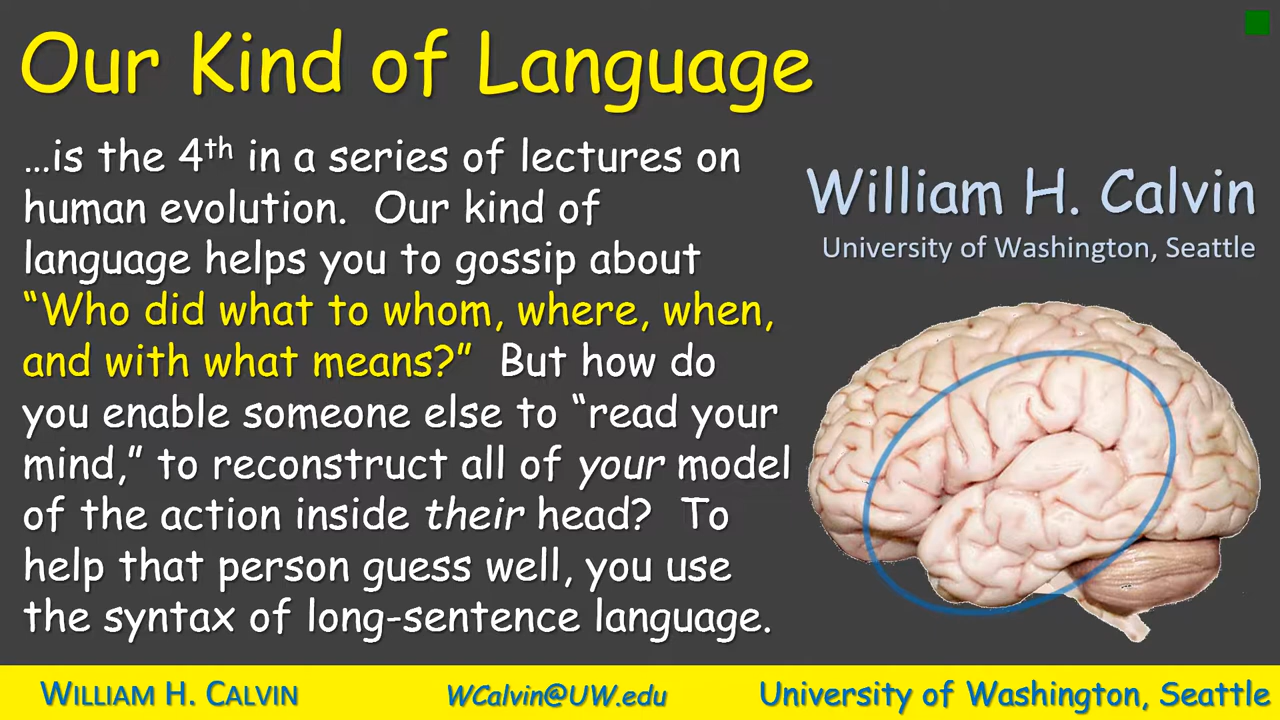 Our Kind of Language
…is the 4th in a series of lectures on
human evolution. Our kind of
language helps you to gossip about
“Who did what to whom, where, when,
and with what means?” But how do
you enable someone else to “read your
mind,” to reconstruct all of your model
of the action inside their head? To
help that person guess well, you use
the syntax of long-sentence language.
William H. Calvin
University of Washington, Seattle
WILLIAM H. CALVIN
WCalvin@UW.edu
University of Washington, Seattle